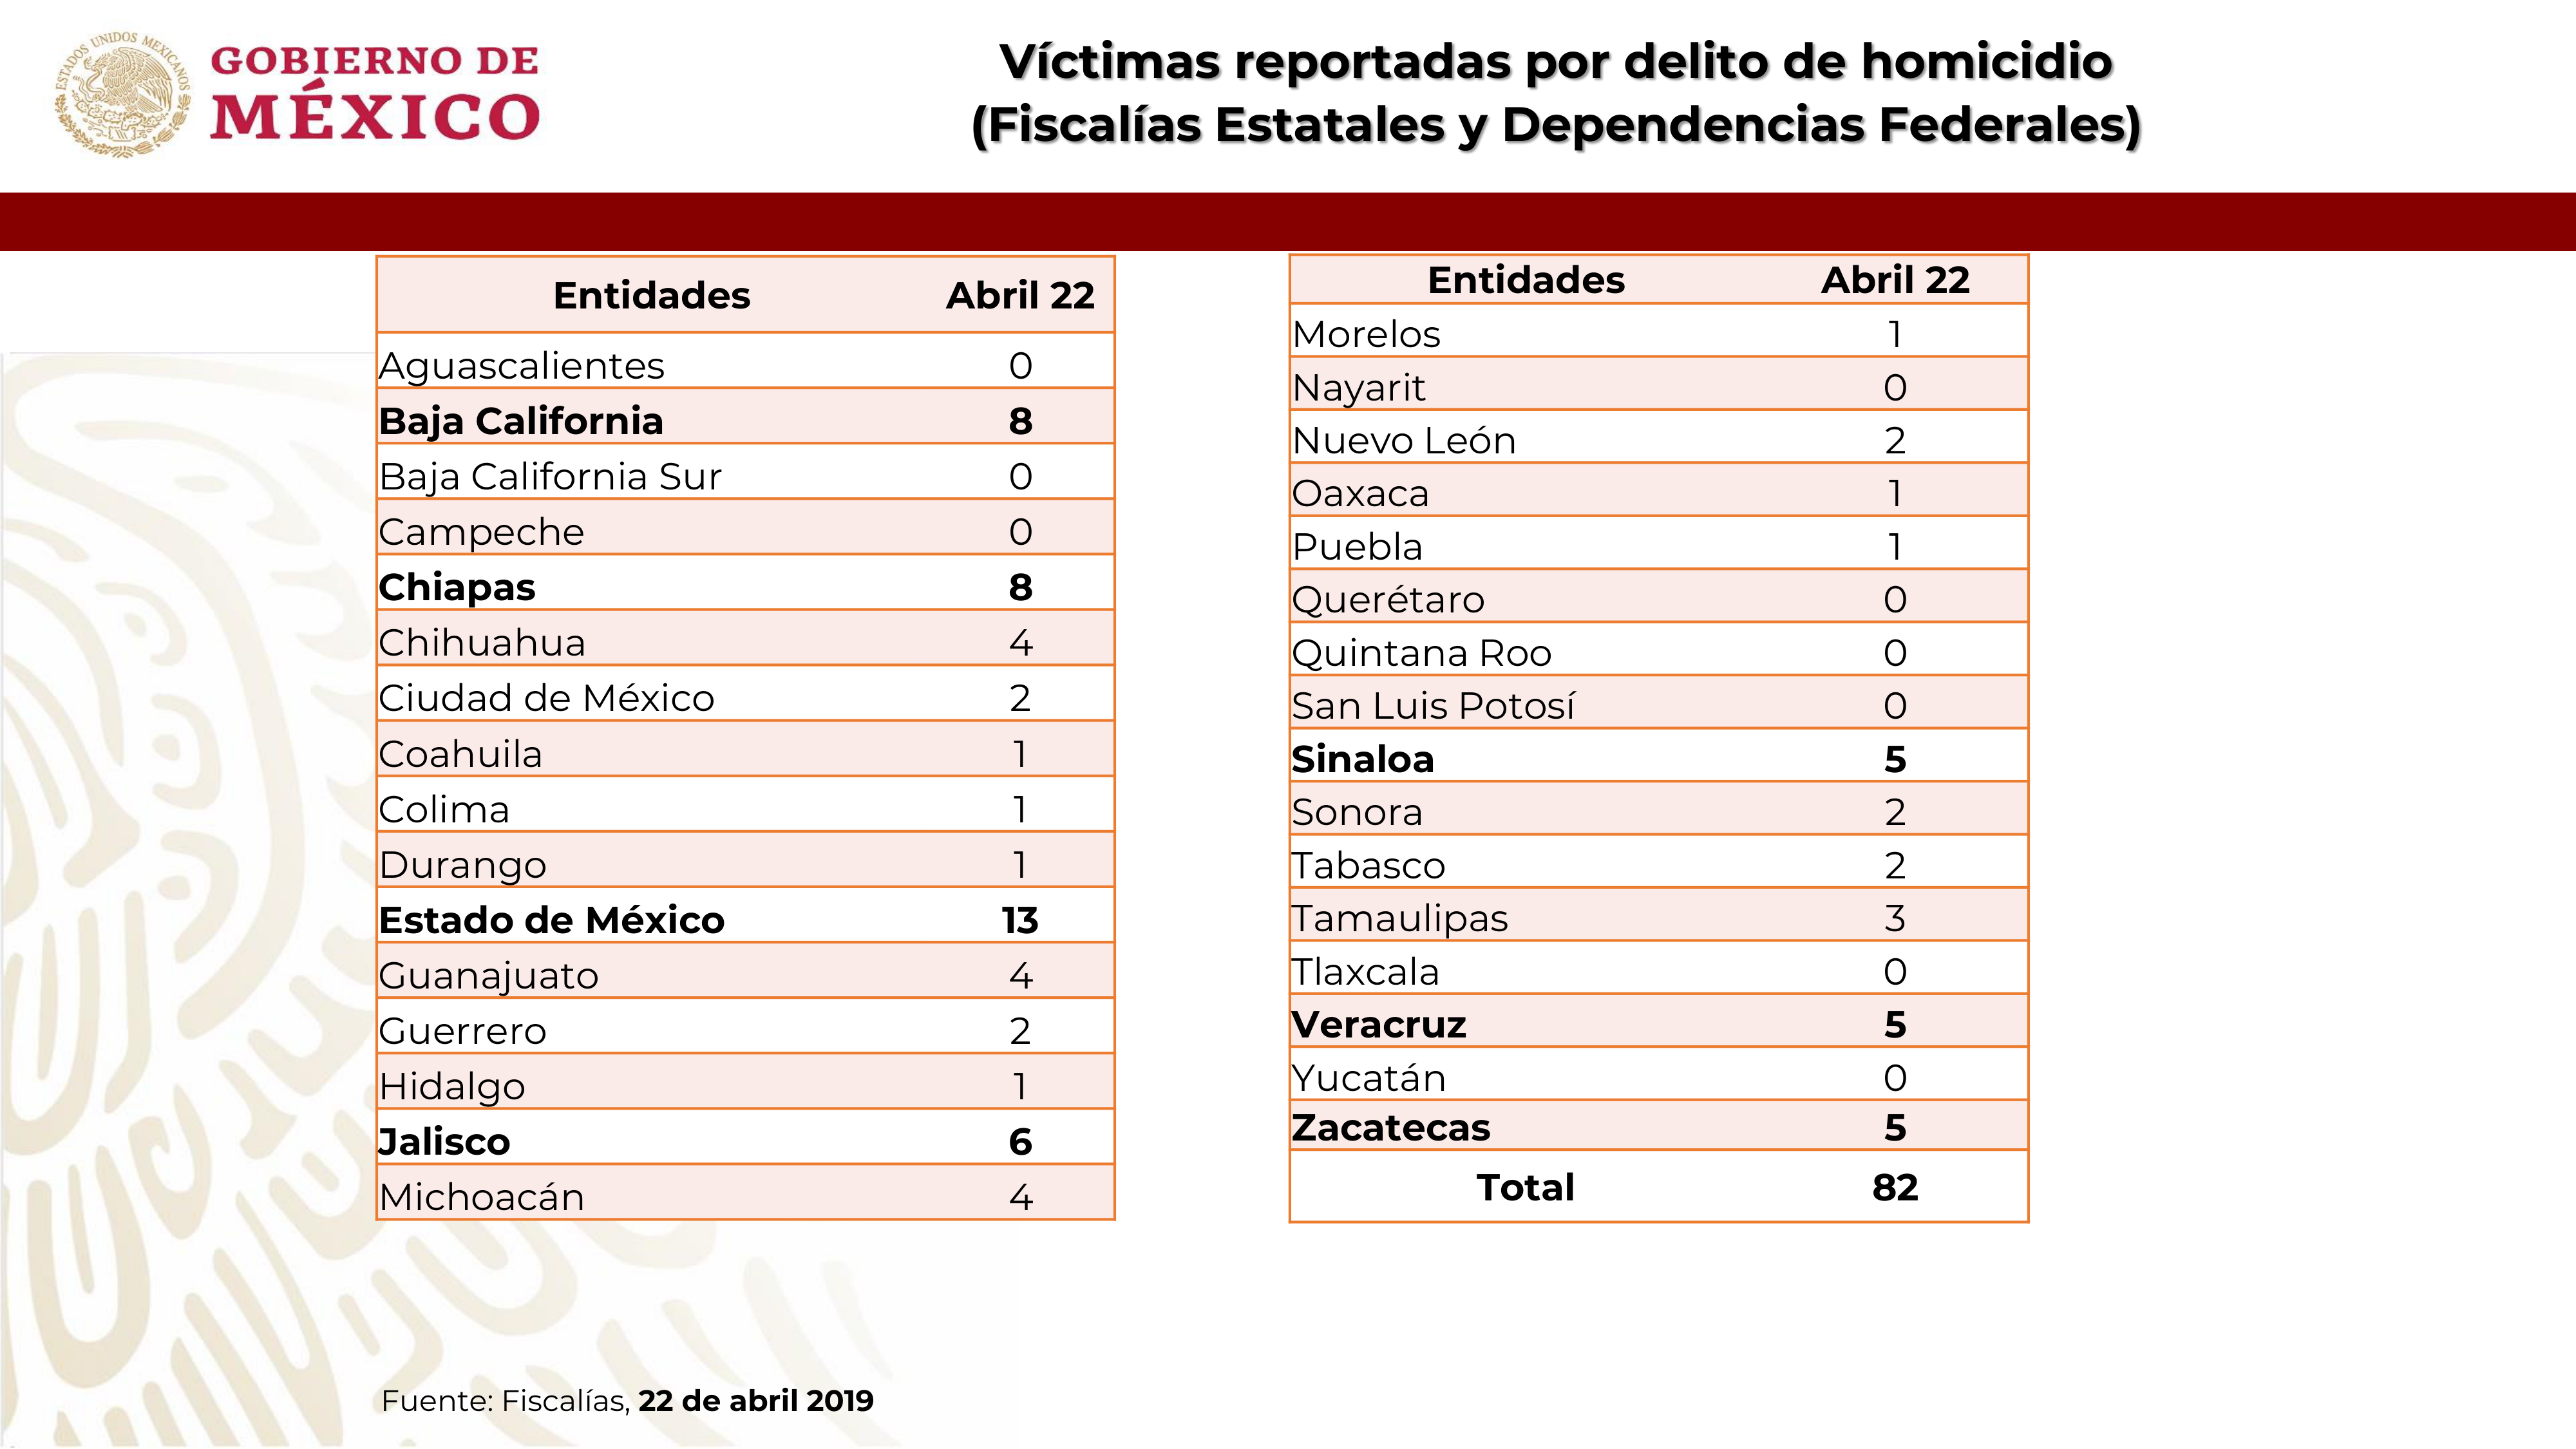 ESTADOS UNIDOS MEXICANOS
GOBIERNO DE
MÉXICO
Víctimas reportadas por delito de homicidio
(Fiscalías Estatales y Dependencias Federales)
Entidades Abril 22
Aguascalientes 0
Baja California 8
Baja California Sur 0
Campeche 0
Chiapas 8
Chihuahua 4
Ciudad de México 2
Coahuila 1
Colima 1
Durango 1
Estado de México 13
Guanajuato 4
Guerrero 2
Hidalgo 1
Jalisco 6
Michoacán 4
Entidades Abril 22
Morelos 1
Nayarit 0
Nuevo León 2
Oaxaca 1
Puebla 1
Querétaro 0
Quintana Roo 0
San Luis Potosí 0
Sinaloa 5
Sonora 2
Tabasco 2
Tamaulipas 3
Tlaxcala 0
Veracruz 5
Yucatán 0
Zacatecas 5
Total 82
Fuente: Fiscalías, 22 de abril 2019